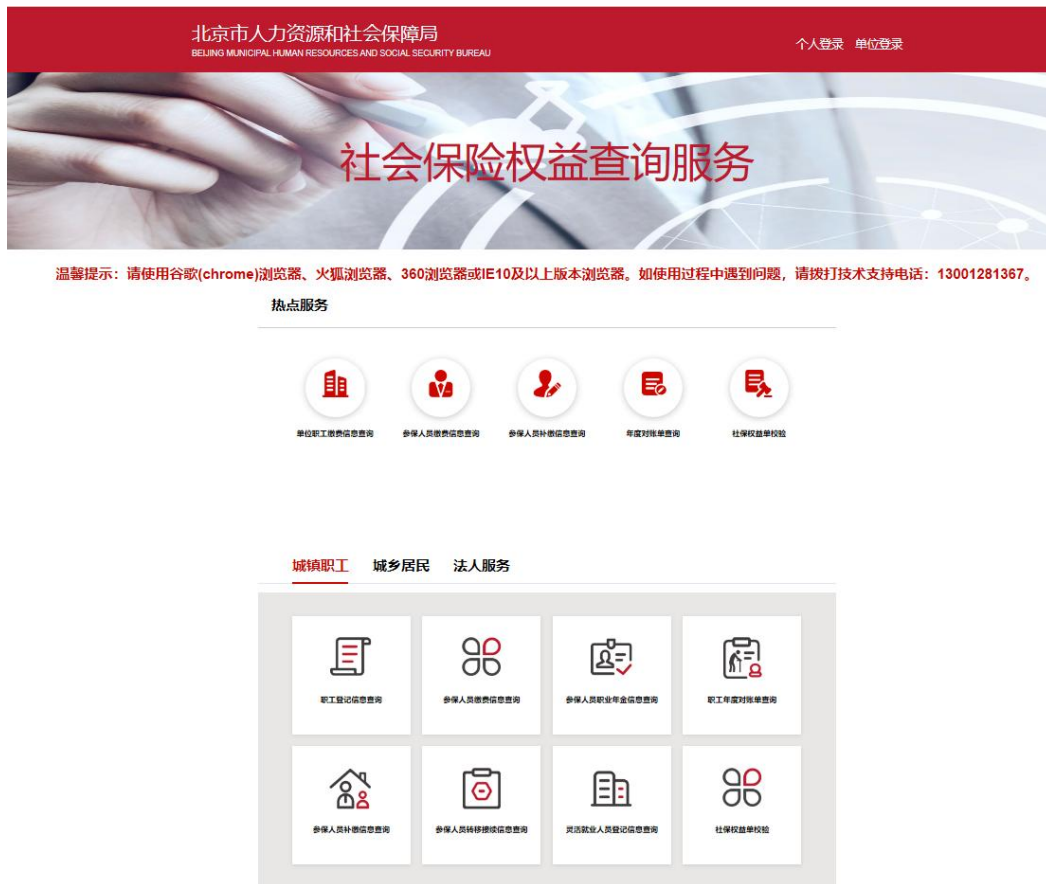 北京市人力资源和社会保障局
BEIJING MUNICIPAL HUMAN RESOURCES AND SOCIAL SECURITY BUREAU
个人登录 单位登录
社会保险权益查询服务
温馨提示：请使用谷歌(chrome)浏览器、火狐浏览器、360浏览器或IE10及以上版本浏览器。如使用过程中遇到问题，请拨打技术支持电话：13001281367。
热点服务
单位职工缴费信息查询 参保人员缴费信息查询 参保人员补缴信息查询 年度对账单查询 社保权益单校验
城镇职工 城乡居民 法人服务
职工登记信息查询 参保人员缴费信息查询 参保人员职业年金信息查询 职工年度对账单查询
参保人员补缴信息查询 参保人员转移接续信息查询 灵活就业人员登记信息查询 社保权益单校验